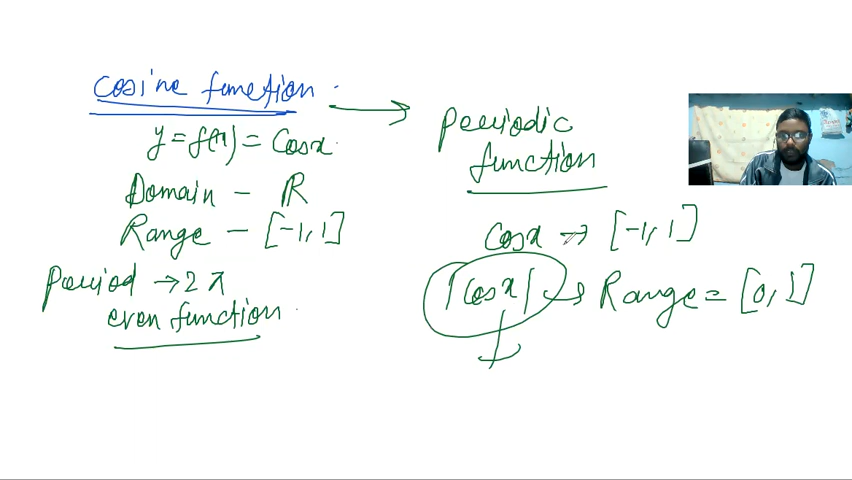 cosine function
y = f(x) = Cosx
Domain - R
Range - [-1, 1]
Period → 2π
even function
→ periodic
function
cosx → [-1, 1]
|cosx| → Range = [0, 1]